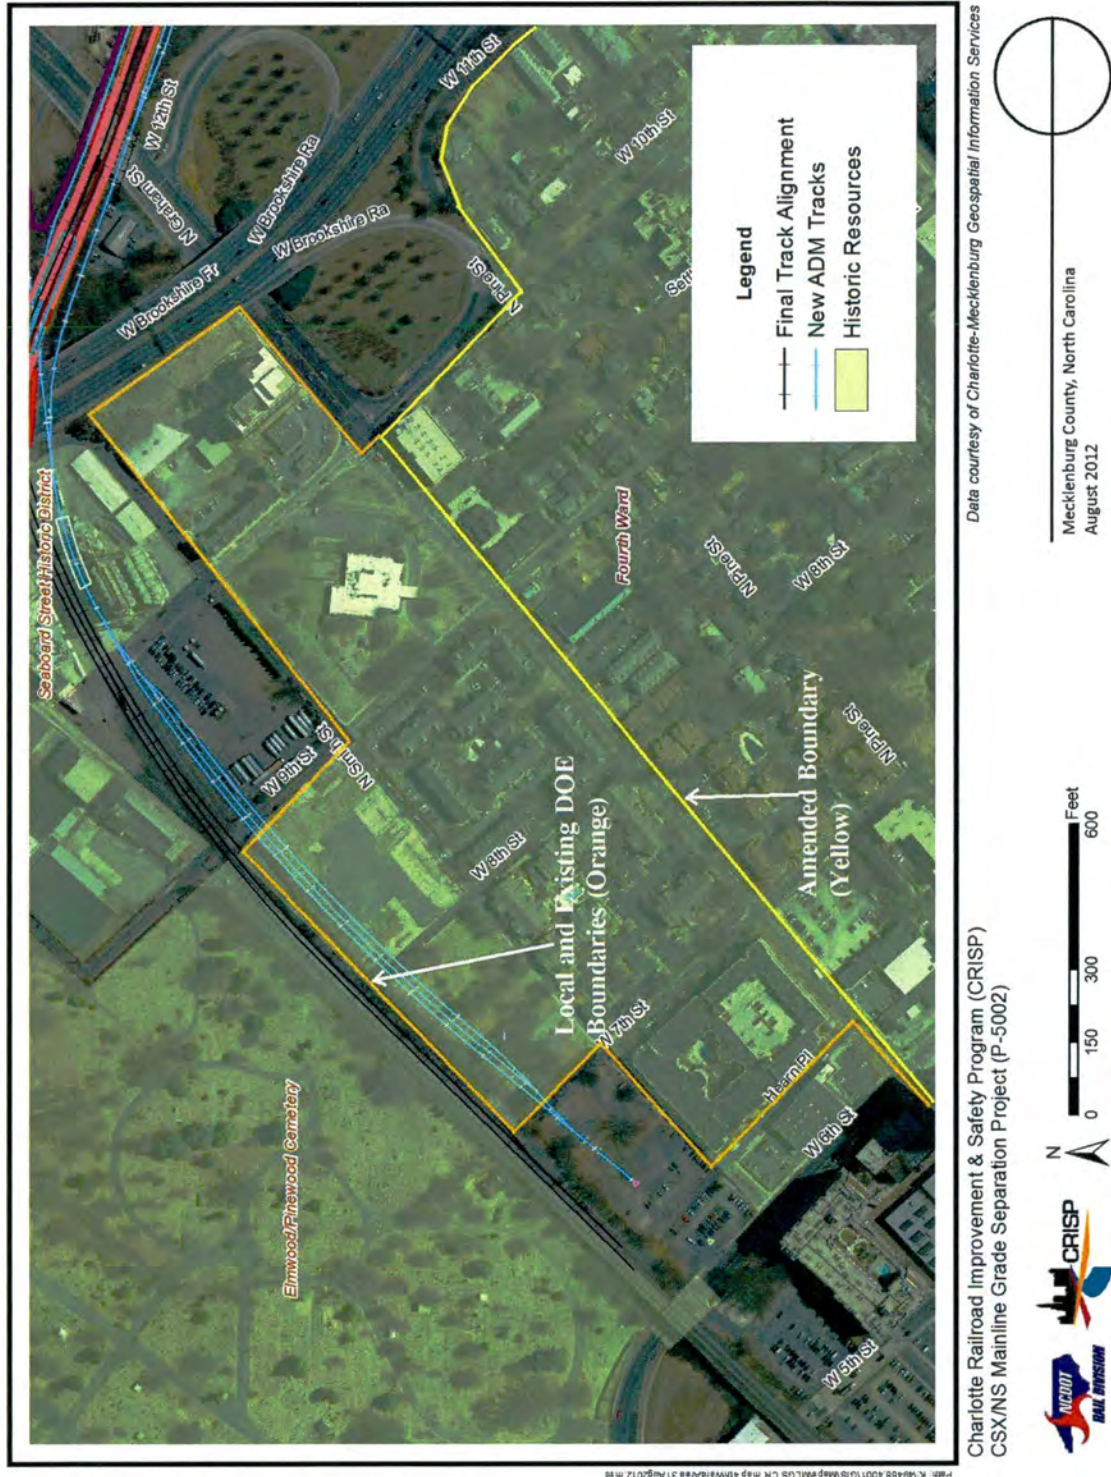 Seaboard Street Historic District
W 12th St
N Graham St
W Brookshire Fr
W Brookshire Ra
W Brookshire Ra
W 11th St
N Pine St
W 10th St
W 9th St
N Smith St
Elmwood/Pinewood Cemetery
W 8th St
Fourth Ward
N Pine St
W 8th St
N Pine St
Local and Existing DOE
Boundaries (Orange)
Amended Boundary
(Yellow)
W 7th St
Hearn Pl
W 6th St
W 5th St
Legend
Final Track Alignment
New ADM Tracks
Historic Resources
Data courtesy of Charlotte-Mecklenburg Geospatial Information Services
Charlotte Railroad Improvement & Safety Program (CRISP)
CSX/NS Mainline Grade Separation Project (P-5002)
Mecklenburg County, North Carolina
August 2012
NCDOT
RAIL DIVISION
CRISP
N
0 150 300 600
Feet